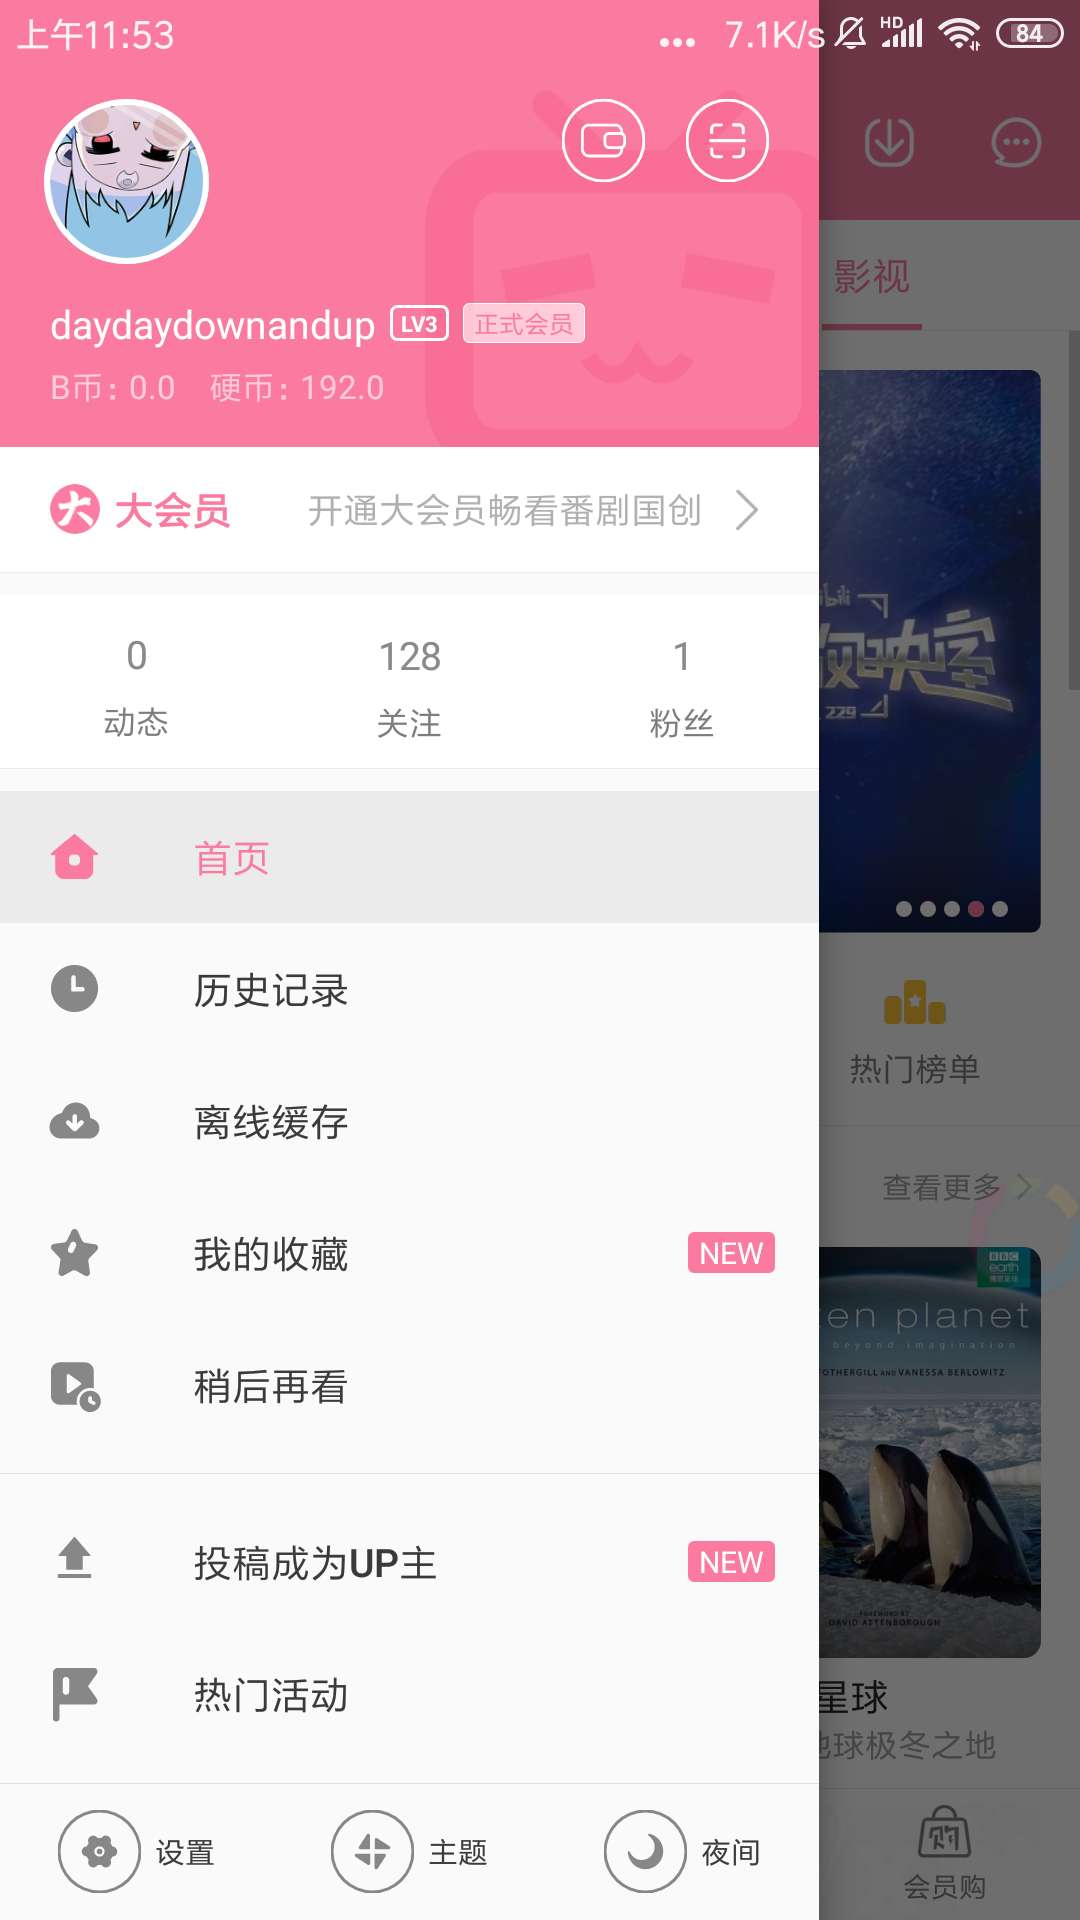 上午11:53
7.1K/s
HD
84
影视
daydaydownandup LV3 正式会员
B币: 0.0 硬币: 192.0
大 大会员 开通大会员畅看番剧国创
0 128 1
动态 关注 粉丝
229
首页
历史记录
热门榜单
离线缓存
查看更多
我的收藏 NEW
BBC
earth
planet
beyond imagination
AND VANESSA BERLOWITZ
稍后再看
投稿成为UP主 NEW
FOREWORD BY
DAVID ATTENBOROUGH
热门活动
星球
地球极冬之地
设置 主题 夜间
会员购